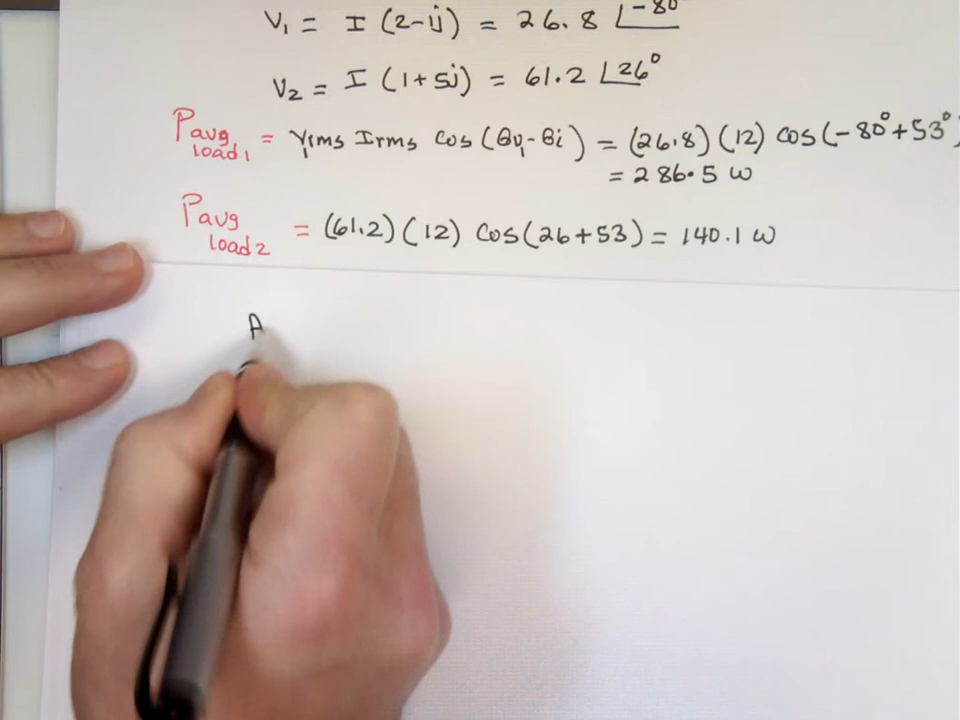 V₁ = I (2-1j) = 26.8 ∠-80°
V₂ = I (1+5j) = 61.2 ∠26°
Pavg load1 = V₁rms Irms cos(θv₁-θi) = (26.8)(12) cos(-80°+53°)
= 286.5 W
Pavg load2 = (61.2)(12) cos(26+53) = 140.1 W
A